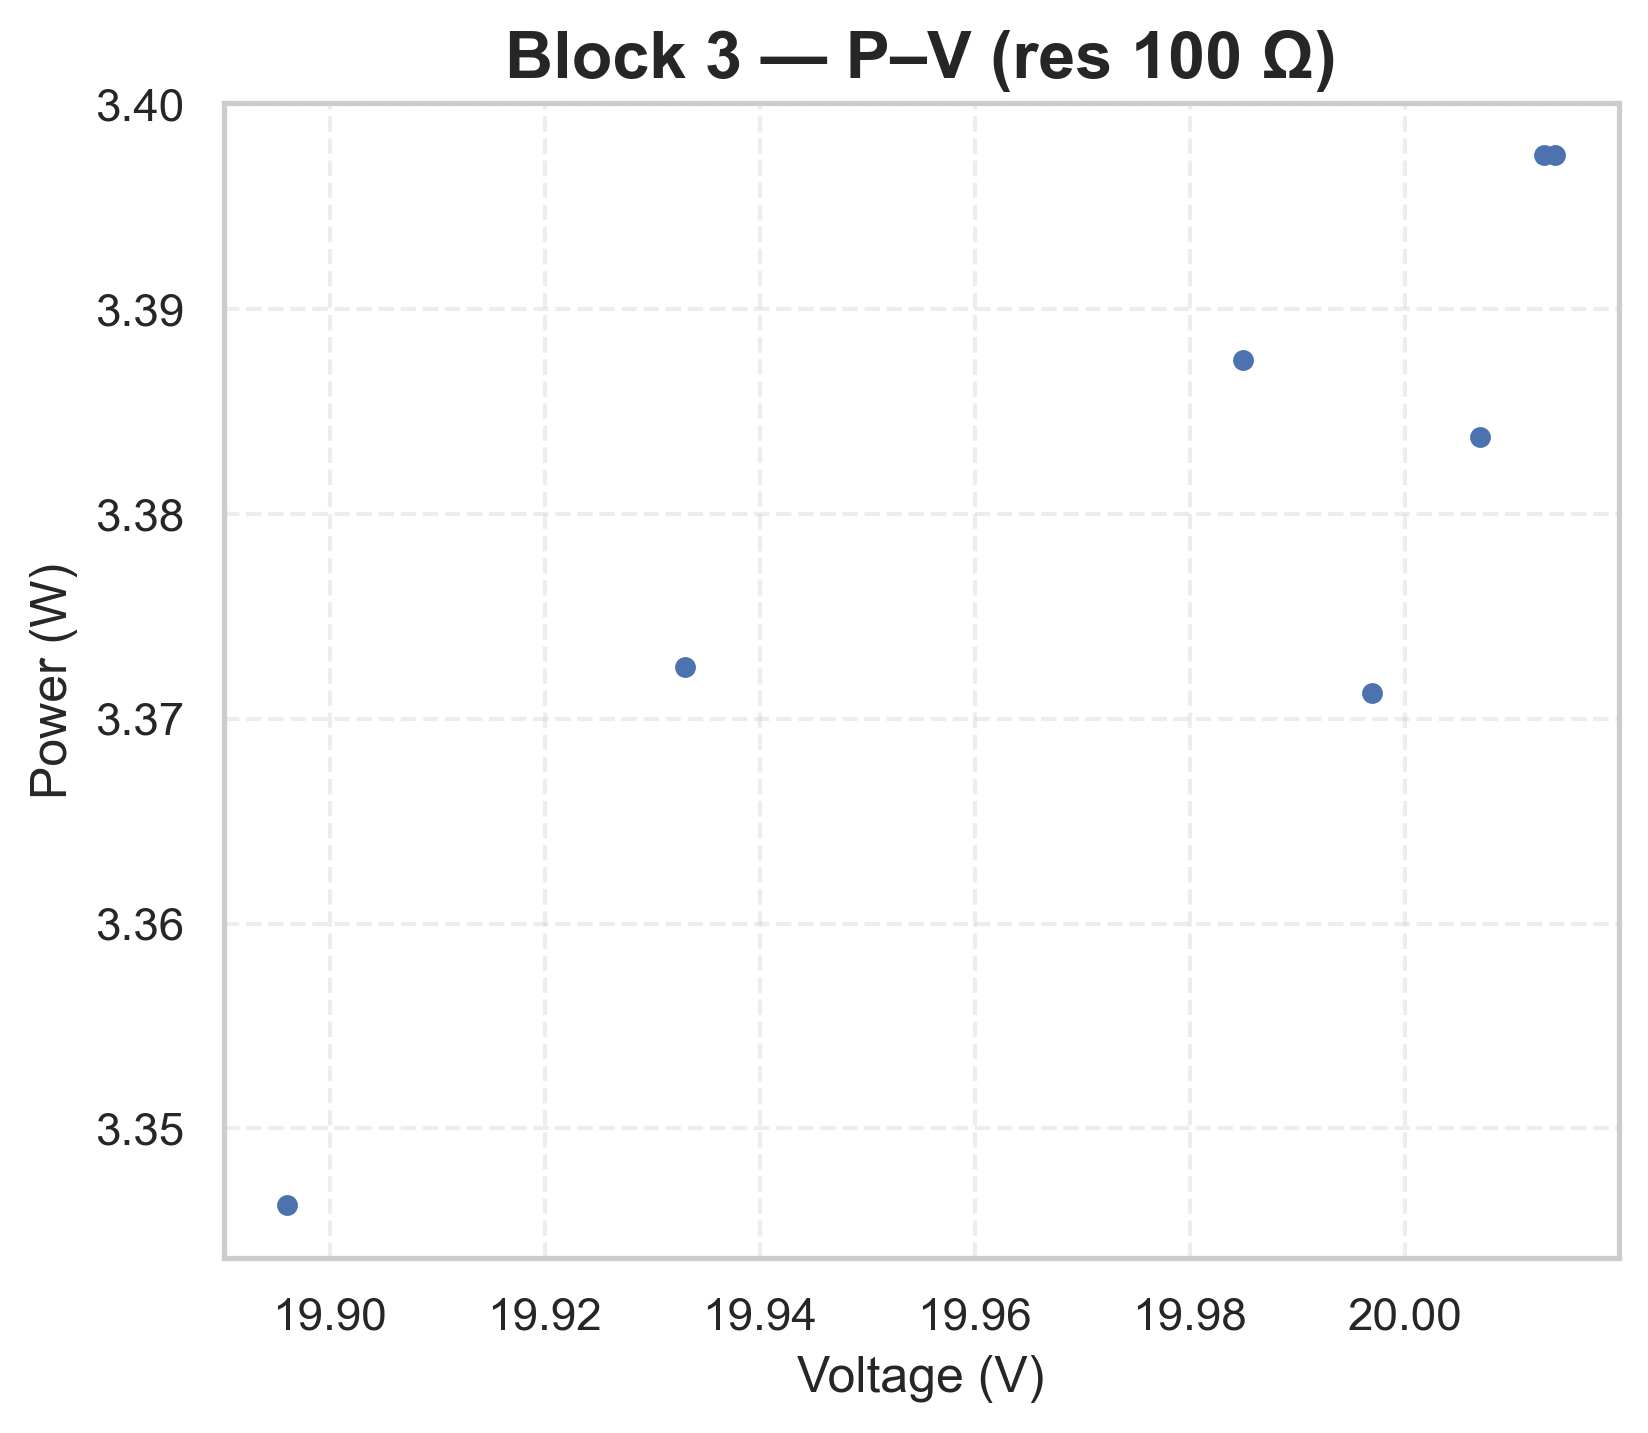 Block 3 — P–V (res 100 Ω)
3.40
3.39
3.38
3.37
3.36
3.35
Power (W)
19.90 19.92 19.94 19.96 19.98 20.00
Voltage (V)